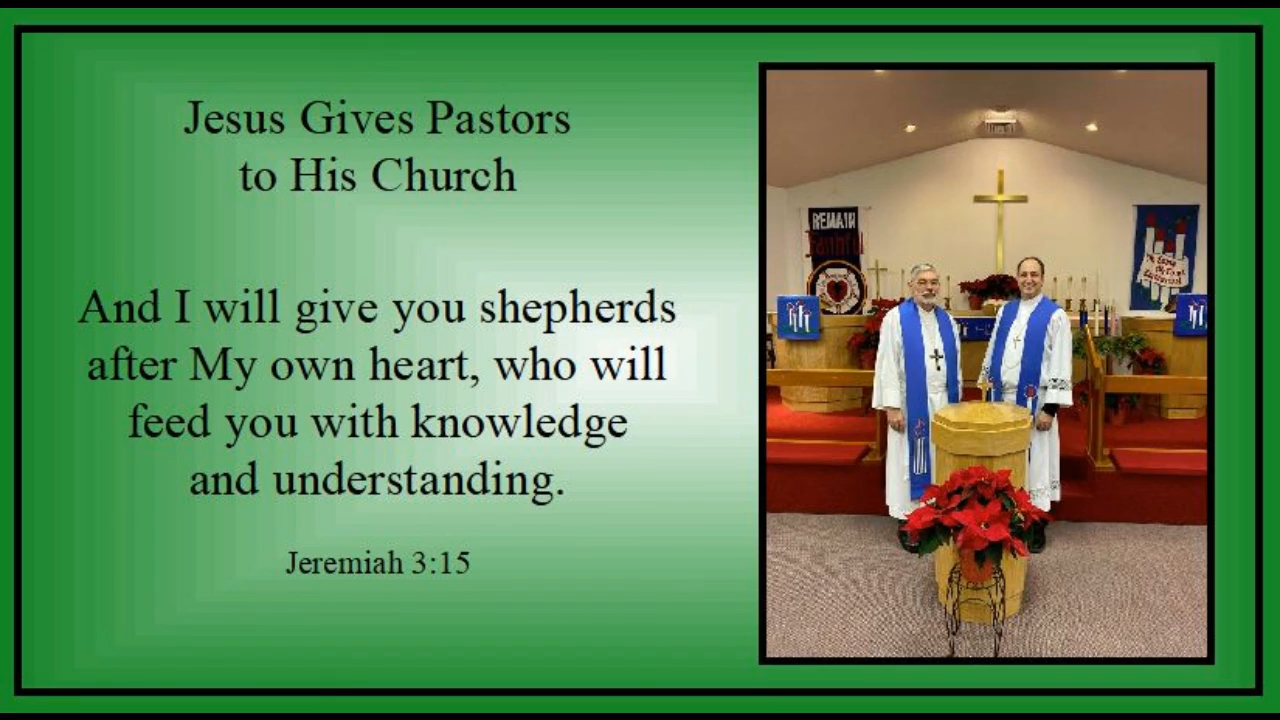 Jesus Gives Pastors
to His Church
And I will give you shepherds
after My own heart, who will
feed you with knowledge
and understanding.
Jeremiah 3:15
REMAIN
Faithful